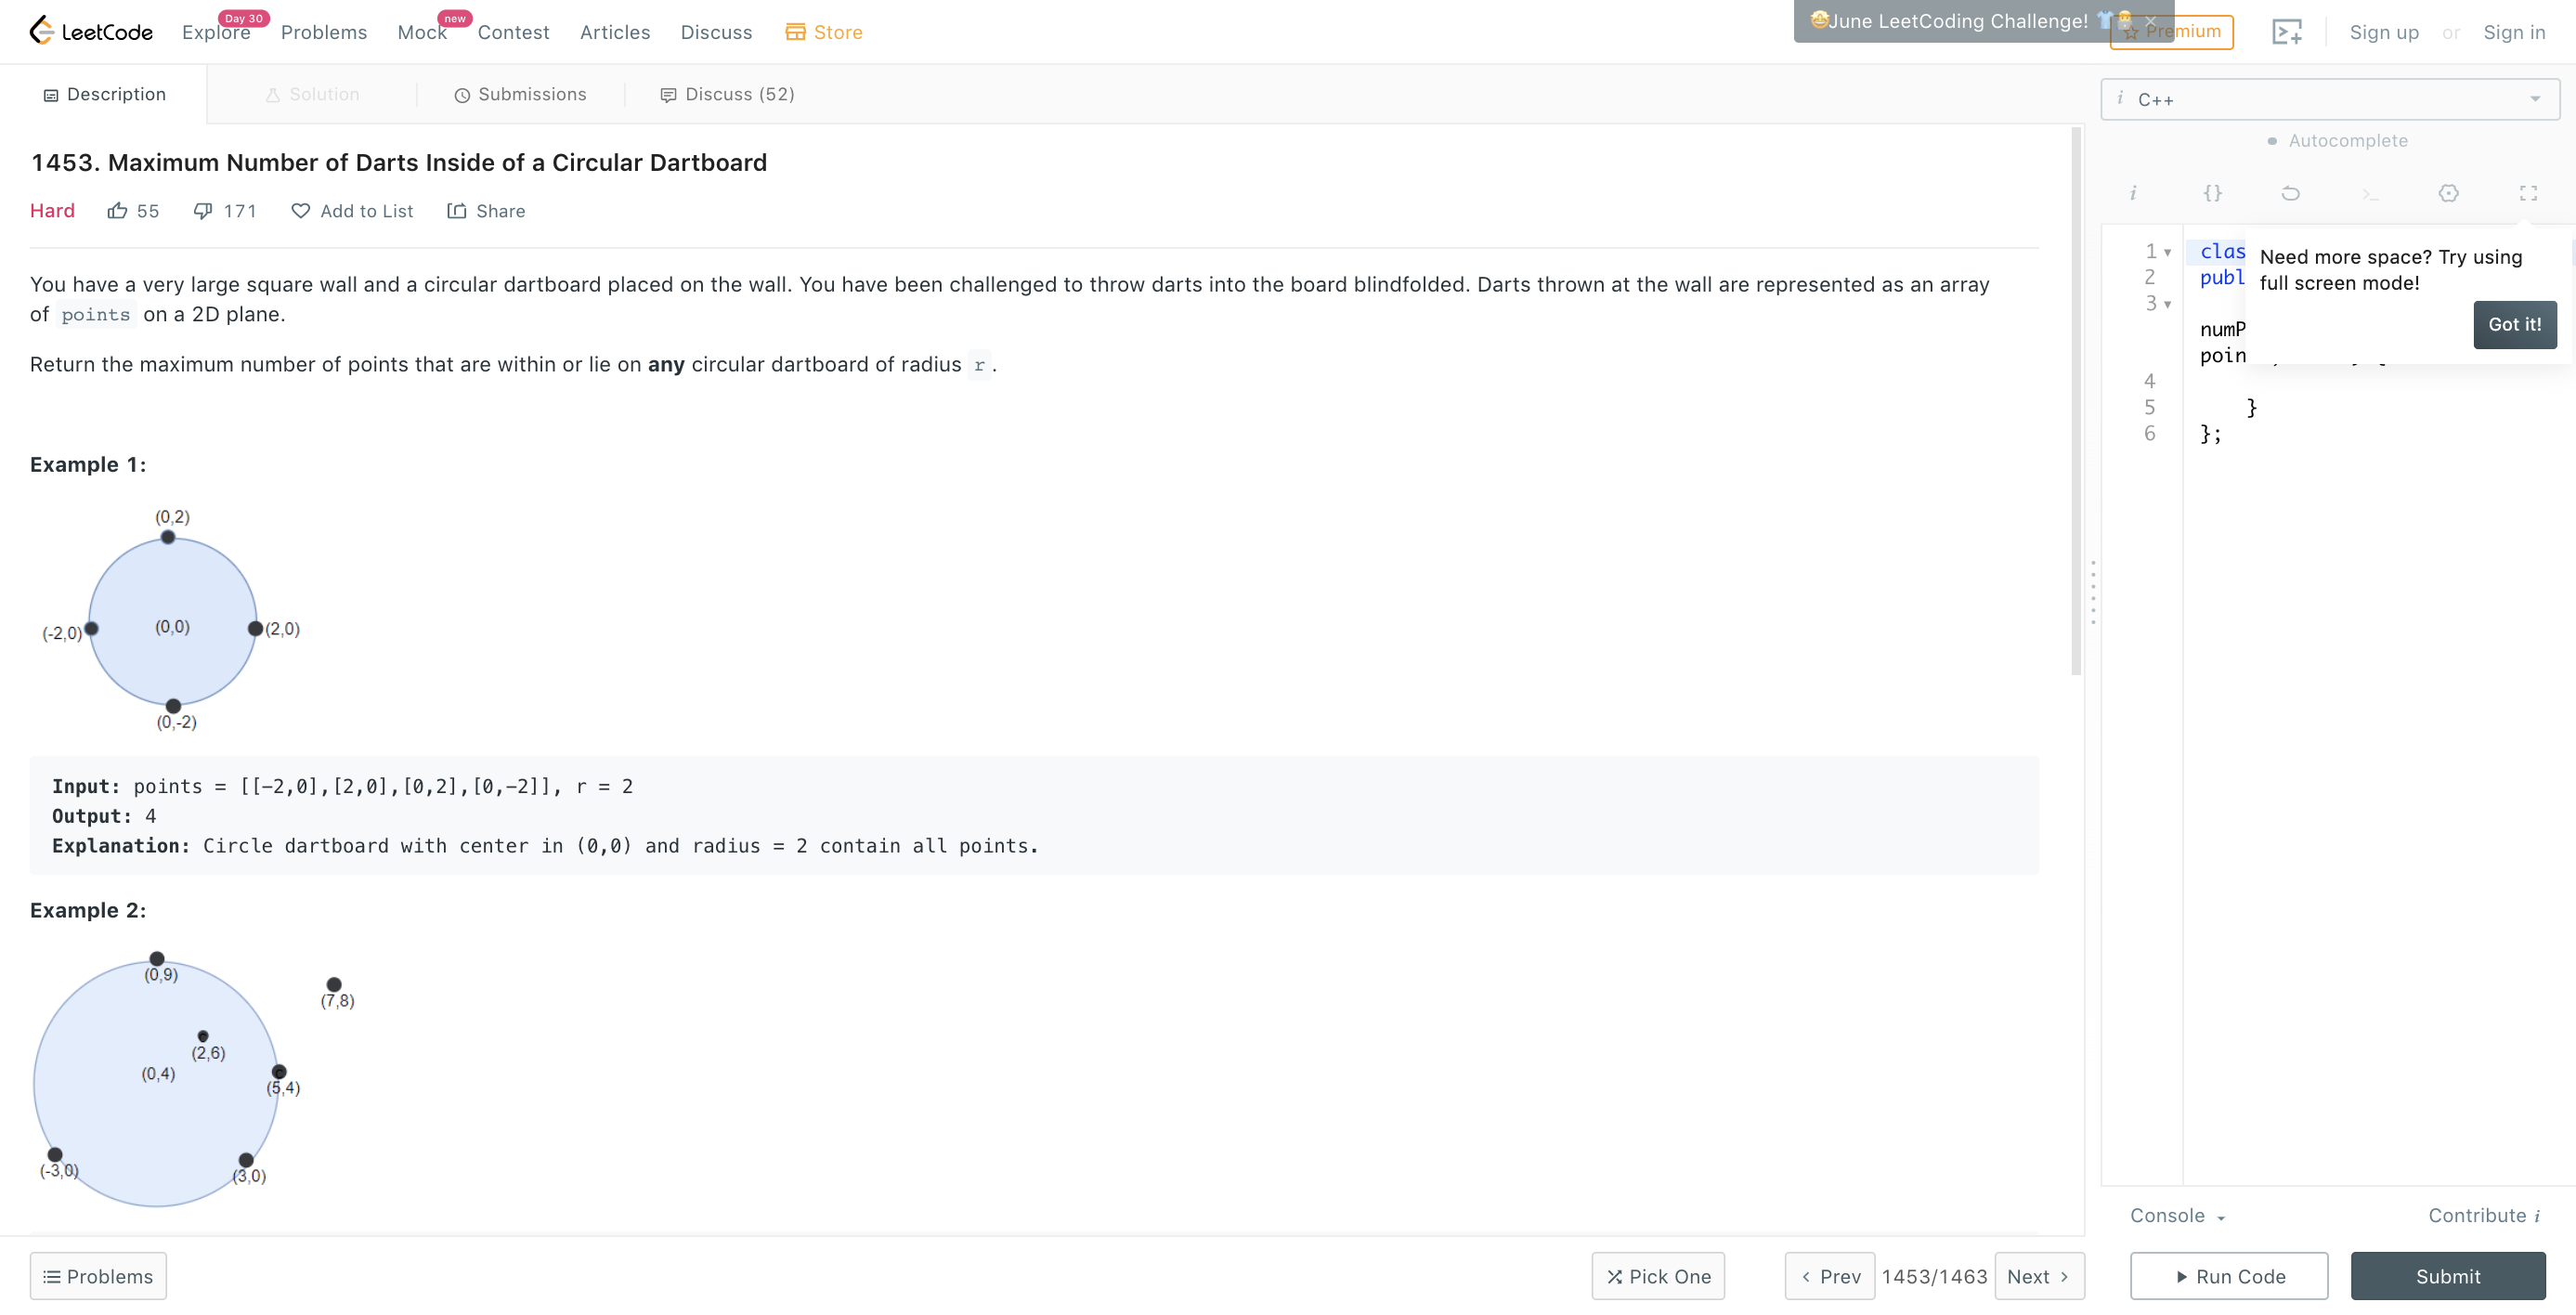 LeetCode
Explore Day 30 Problems Mock new Contest Articles Discuss Store
🤩June LeetCoding Challenge!👕
Premium
Sign up or Sign in
Description Solution Submissions Discuss (52)
1453. Maximum Number of Darts Inside of a Circular Dartboard
Hard 55 171 Add to List Share
You have a very large square wall and a circular dartboard placed on the wall. You have been challenged to throw darts into the board blindfolded. Darts thrown at the wall are represented as an array
of points on a 2D plane.
Return the maximum number of points that are within or lie on any circular dartboard of radius r.
Example 1:
(0,2)
(-2,0) (0,0) (2,0)
(0,-2)
Input: points = [[-2,0],[2,0],[0,2],[0,-2]], r = 2
Output: 4
Explanation: Circle dartboard with center in (0,0) and radius = 2 contain all points.
Example 2:
(0,9)
(7,8)
(2,6)
(0,4)
(5,4)
(-3,0) (3,0)
Problems
Pick One
Prev 1453/1463 Next
i C++
Autocomplete
i {} >_
1 clas
2 publ
3
numP
poin
4
5 }
6 };
Need more space? Try using
full screen mode!
Got it!
Console Contribute i
Run Code Submit